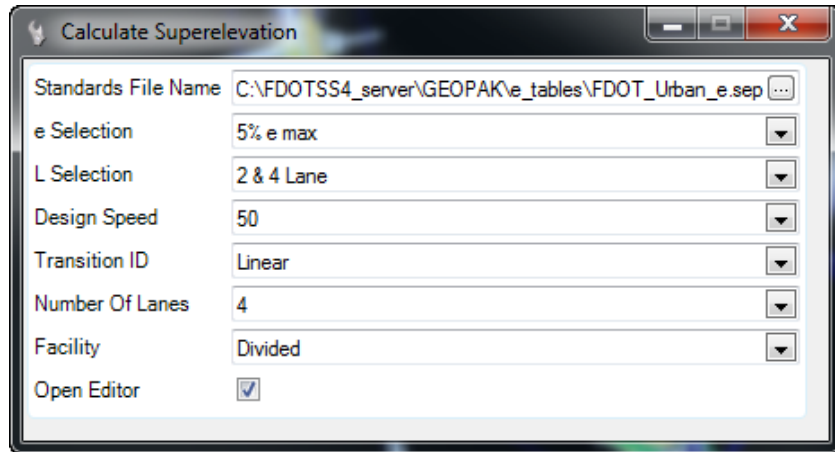 Calculate Superelevation
Standards File Name C:\FDOTSS4_server\GEOPAK\e_tables\FDOT_Urban_e.sep ...
e Selection 5% e max
L Selection 2 & 4 Lane
Design Speed 50
Transition ID Linear
Number Of Lanes 4
Facility Divided
Open Editor